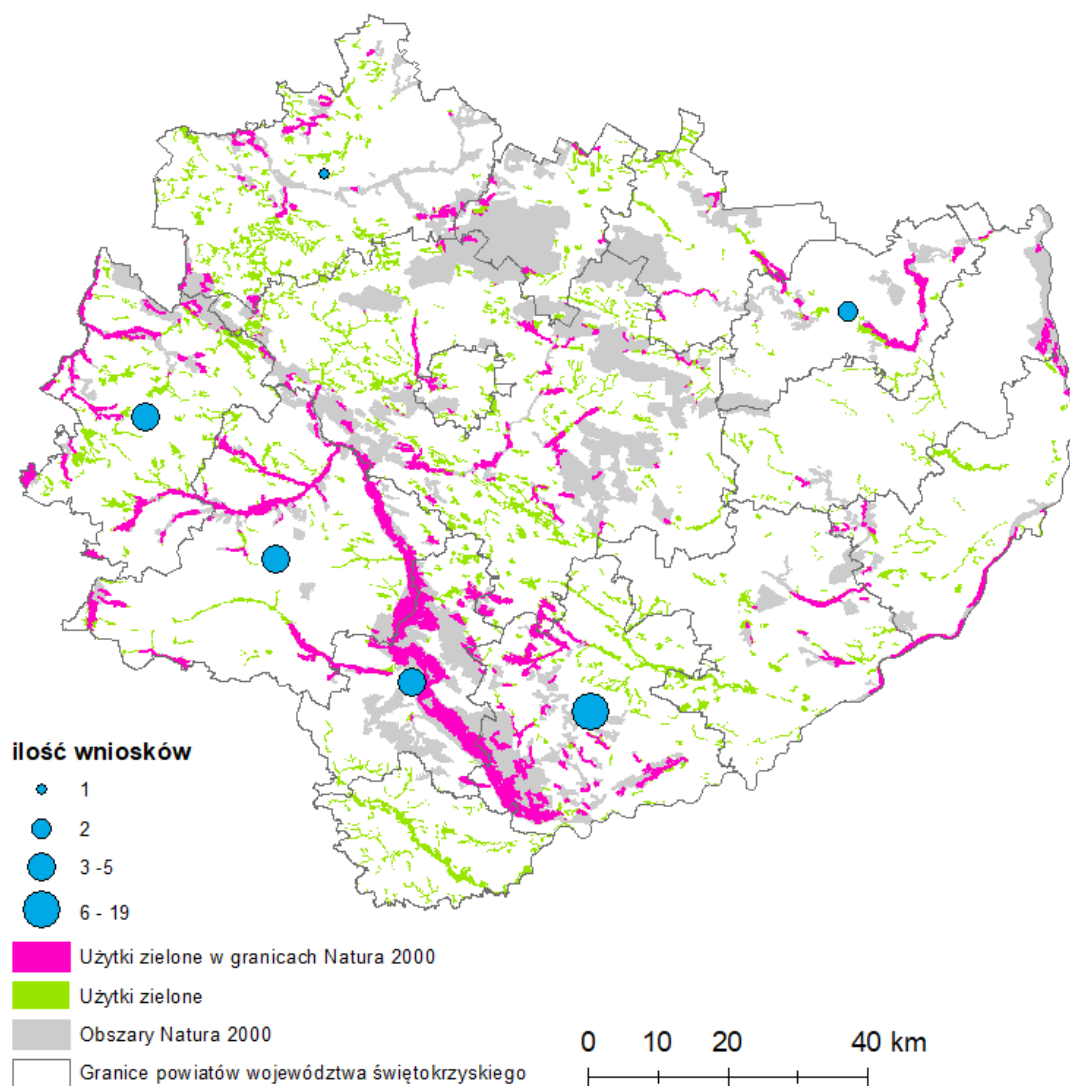 ilość wniosków
1
2
3 -5
6 - 19
Użytki zielone w granicach Natura 2000
Użytki zielone
Obszary Natura 2000
Granice powiatów województwa świętokrzyskiego
0 10 20 40 km